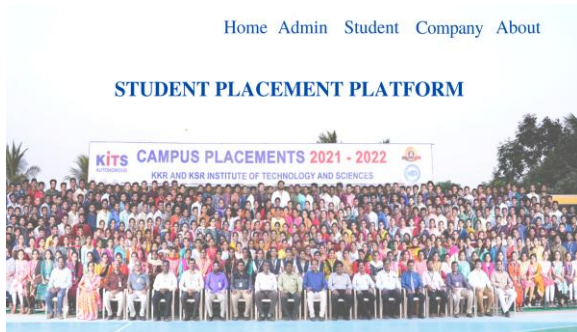 Home Admin Student Company About
STUDENT PLACEMENT PLATFORM
KITS CAMPUS PLACEMENTS 2021 - 2022
AUTONOMOUS
KKR AND KSR INSTITUTE OF TECHNOLOGY AND SCIENCES